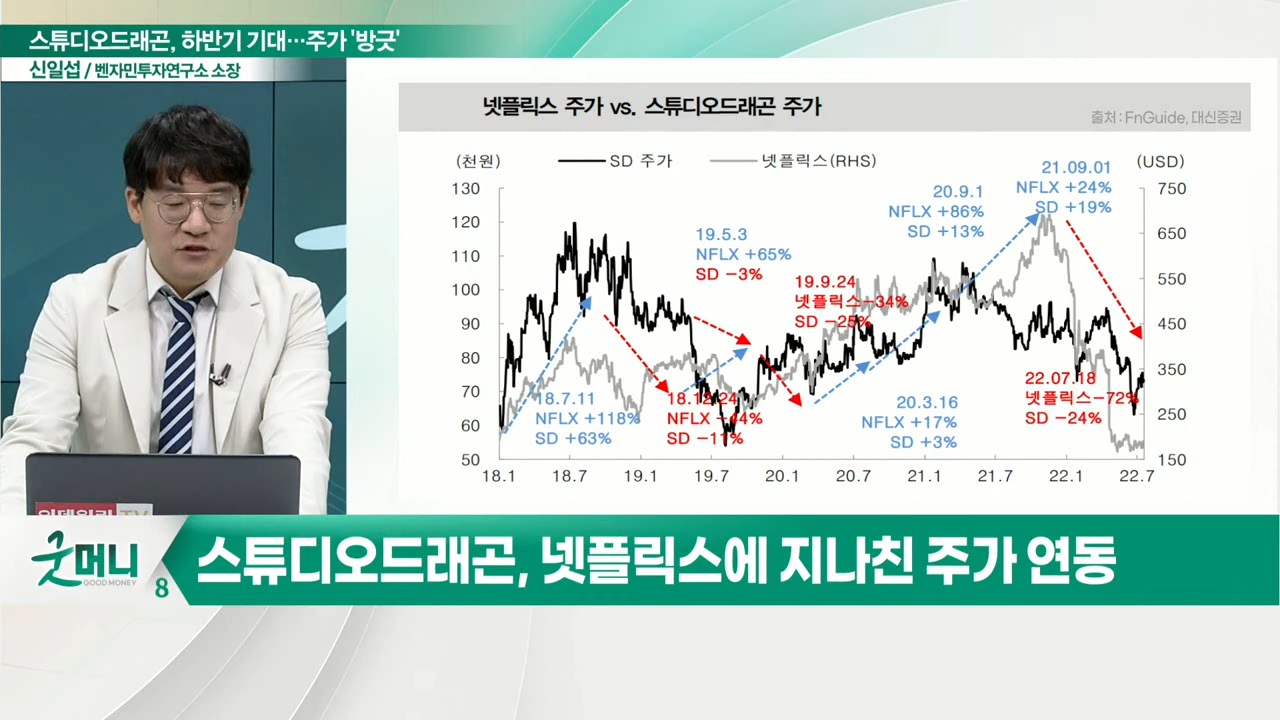 스튜디오드래곤, 하반기 기대…주가 '방긋'
신일섭 / 벤자민투자연구소 소장
넷플릭스 주가 vs. 스튜디오드래곤 주가
출처 : FnGuide, 대신증권
(천원)
SD 주가
넷플릭스(RHS)
(USD)
130
120
110
100
90
80
70
60
50
750
650
550
450
350
250
150
18.7.11
NFLX +118%
SD +63%
18.12.24
NFLX -44%
SD -11%
19.5.3
NFLX +65%
SD -3%
19.9.24
넷플릭스-34%
SD -25%
20.3.16
NFLX +17%
SD +3%
20.9.1
NFLX +86%
SD +13%
21.09.01
NFLX +24%
SD +19%
22.07.18
넷플릭스-72%
SD -24%
18.1 18.7 19.1 19.7 20.1 20.7 21.1 21.7 22.1 22.7
이데일리 TV
굿머니
GOOD MONEY
8
스튜디오드래곤, 넷플릭스에 지나친 주가 연동